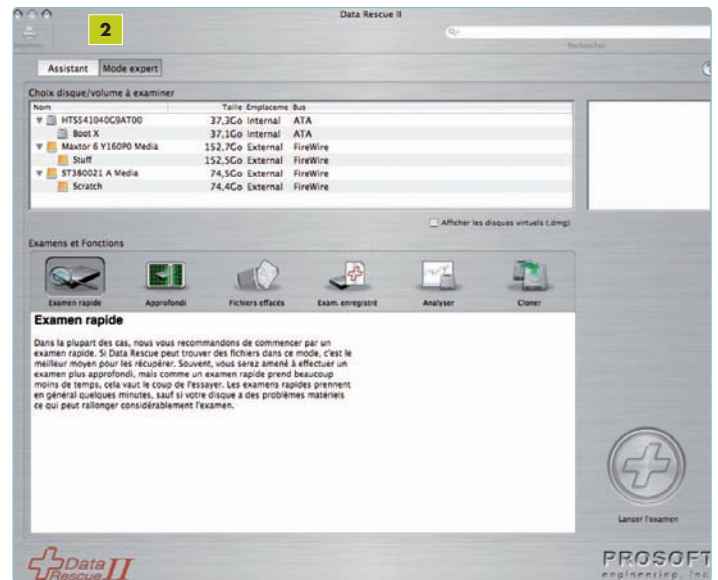 Data Rescue II
2
Imprimer
Rechercher
Assistant Mode expert
Choix disque/volume à examiner
Nom Taille Emplaceme Bus
HTS541040G9AT00 37,3Go Internal ATA
Boot X 37,1Go Internal ATA
Maxtor 6 Y160P0 Media 152,7Go External FireWire
Stuff 152,5Go External FireWire
ST380021 A Media 74,5Go External FireWire
Scratch 74,4Go External FireWire
Afficher les disques virtuels (.dmg)
Examens et Fonctions
Examen rapide Approfondi Fichiers effacés Exam. enregistré Analyser Cloner
Examen rapide
Dans la plupart des cas, nous vous recommandons de commencer par un
examen rapide. Si Data Rescue peut trouver des fichiers dans ce mode, c'est le
meilleur moyen pour les récupérer. Souvent, vous serez amené à effectuer un
examen plus approfondi, mais comme un examen rapide prend beaucoup
moins de temps, cela vaut le coup de l'essayer. Les examens rapides prennent
en général quelques minutes, sauf si votre disque a des problèmes matériels
ce qui peut rallonger considérablement l'examen.
Lancer l'examen
Data Rescue II
PROSOFT
engineering, inc.